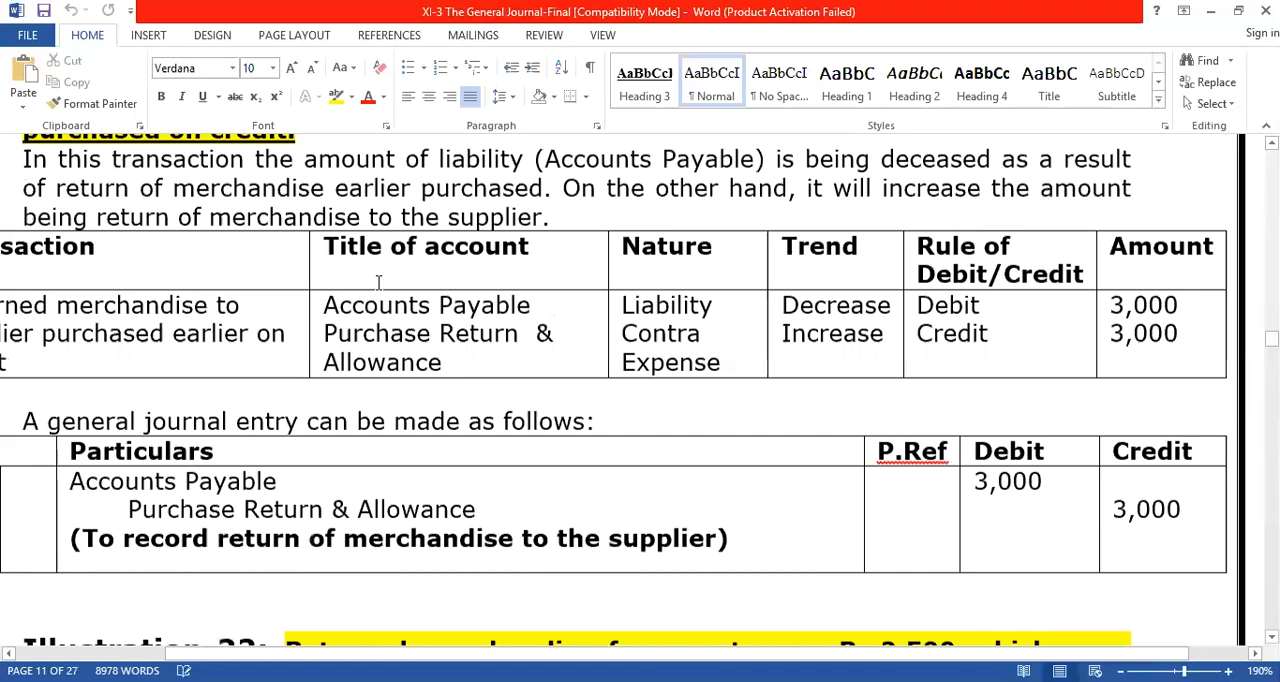 XI-3 The General Journal-Final [Compatibility Mode] - Word (Product Activation Failed)
FILE HOME INSERT DESIGN PAGE LAYOUT REFERENCES MAILINGS REVIEW VIEW Sign in
Paste
Cut
Copy
Format Painter
Clipboard
Verdana 10
Font
Paragraph
AaBbCcI Heading 3
AaBbCcI ¶ Normal
AaBbCcI ¶ No Spac...
AaBbC Heading 1
AaBbC Heading 2
AaBbCc Heading 4
AaBbC Title
AaBbCcD Subtitle
Styles
Find
Replace
Select
Editing
purchased on credit.
In this transaction the amount of liability (Accounts Payable) is being deceased as a result
of return of merchandise earlier purchased. On the other hand, it will increase the amount
being return of merchandise to the supplier.
saction Title of account Nature Trend Rule of Amount
Debit/Credit
rned merchandise to Accounts Payable Liability Decrease Debit 3,000
lier purchased earlier on Purchase Return & Contra Increase Credit 3,000
t Allowance Expense
A general journal entry can be made as follows:
Particulars P.Ref Debit Credit
Accounts Payable 3,000
Purchase Return & Allowance 3,000
(To record return of merchandise to the supplier)
PAGE 11 OF 27 8978 WORDS 190%